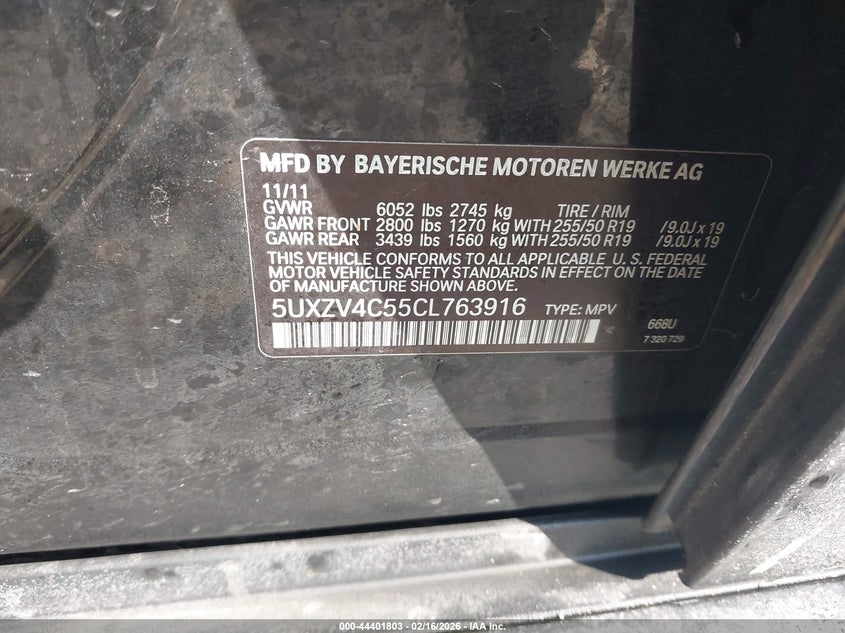 MFD BY BAYERISCHE MOTOREN WERKE AG
11/11
GVWR 6052 lbs 2745 kg TIRE / RIM
GAWR FRONT 2800 lbs 1270 kg WITH 255/50 R19 /9.0J x 19
GAWR REAR 3439 lbs 1560 kg WITH 255/50 R19 /9.0J x 19
THIS VEHICLE CONFORMS TO ALL APPLICABLE U. S. FEDERAL
MOTOR VEHICLE SAFETY STANDARDS IN EFFECT ON THE DATE
OF MANUFACTURE SHOWN ABOVE.
5UXZV4C55CL763916 TYPE: MPV
668U
7 320 729
000-44401803 - 02/16/2026 - IAA Inc.